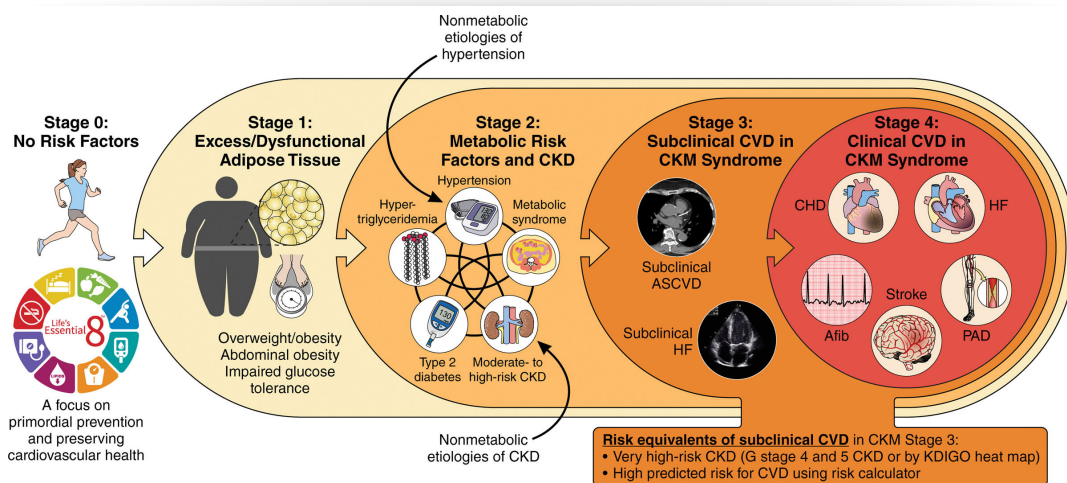 Nonmetabolic
etiologies of
hypertension
Stage 0:
No Risk Factors
Life's
Essential
8
LIPIDS
A focus on
primordial prevention
and preserving
cardiovascular health
Stage 1:
Excess/Dysfunctional
Adipose Tissue
Overweight/obesity
Abdominal obesity
Impaired glucose
tolerance
Stage 2:
Metabolic Risk
Factors and CKD
Hypertension
Hyper-
triglyceridemia
Metabolic
syndrome
130
Type 2
diabetes
Moderate- to
high-risk CKD
Nonmetabolic
etiologies of CKD
Stage 3:
Subclinical CVD in
CKM Syndrome
Subclinical
ASCVD
Subclinical
HF
Stage 4:
Clinical CVD in
CKM Syndrome
CHD
HF
Afib
Stroke
PAD
Risk equivalents of subclinical CVD in CKM Stage 3:
• Very high-risk CKD (G stage 4 and 5 CKD or by KDIGO heat map)
• High predicted risk for CVD using risk calculator